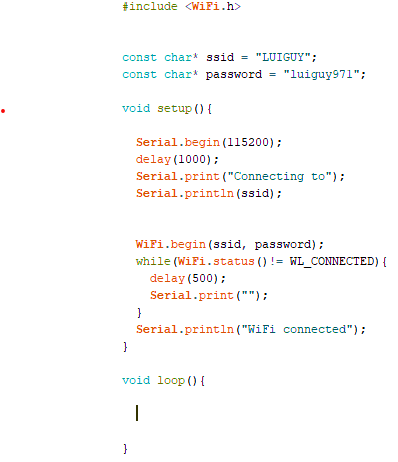 #include <WiFi.h>
const char* ssid = "LUIGUY";
const char* password = "luiguy971";
void setup(){
Serial.begin(115200);
delay(1000);
Serial.print("Connecting to");
Serial.println(ssid);
WiFi.begin(ssid, password);
while(WiFi.status()!= WL_CONNECTED){
delay(500);
Serial.print("");
}
Serial.println("WiFi connected");
}
void loop(){
}